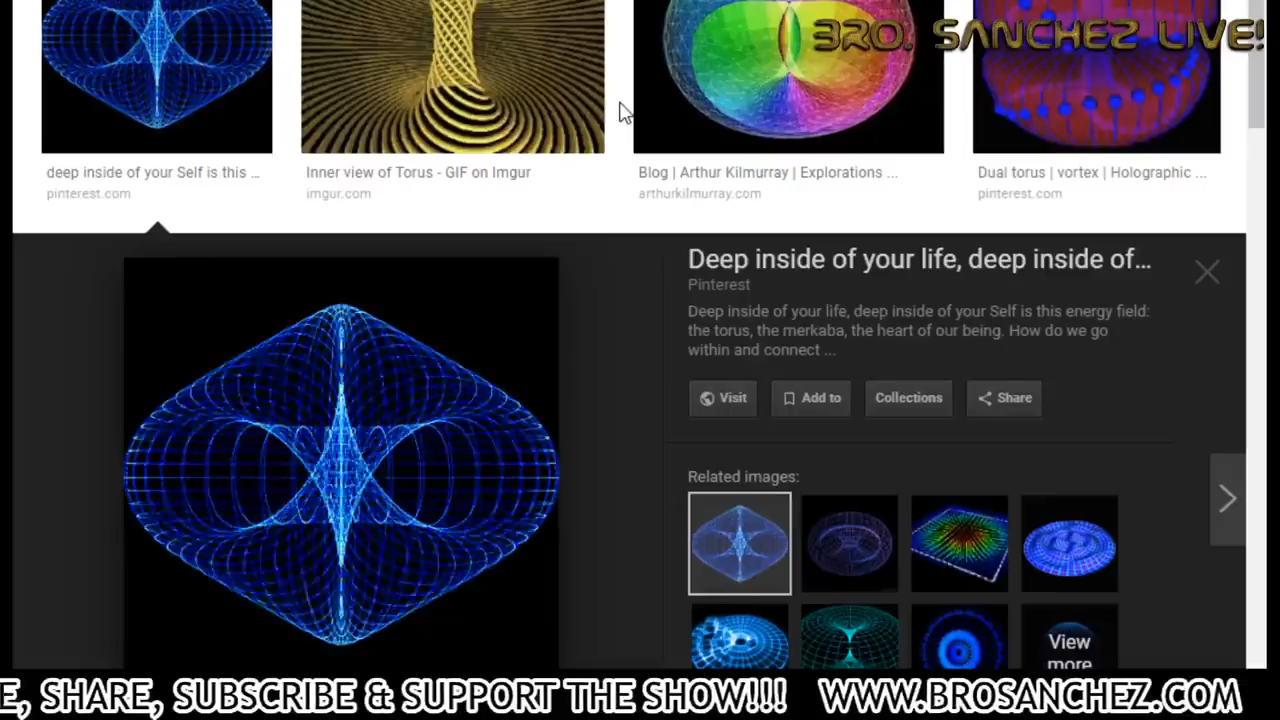 BRO. SANCHEZ LIVE!
deep inside of your Self is this ...
pinterest.com
Inner view of Torus - GIF on Imgur
imgur.com
Blog | Arthur Kilmurray | Explorations ...
arthurkilmurray.com
Dual torus | vortex | Holographic ...
pinterest.com
Deep inside of your life, deep inside of...
Pinterest
Deep inside of your life, deep inside of your Self is this energy field:
the torus, the merkaba, the heart of our being. How do we go
within and connect ...
Visit
Add to
Collections
Share
Related images:
View
more
E, SHARE, SUBSCRIBE & SUPPORT THE SHOW!!! WWW.BROSANCHEZ.COM